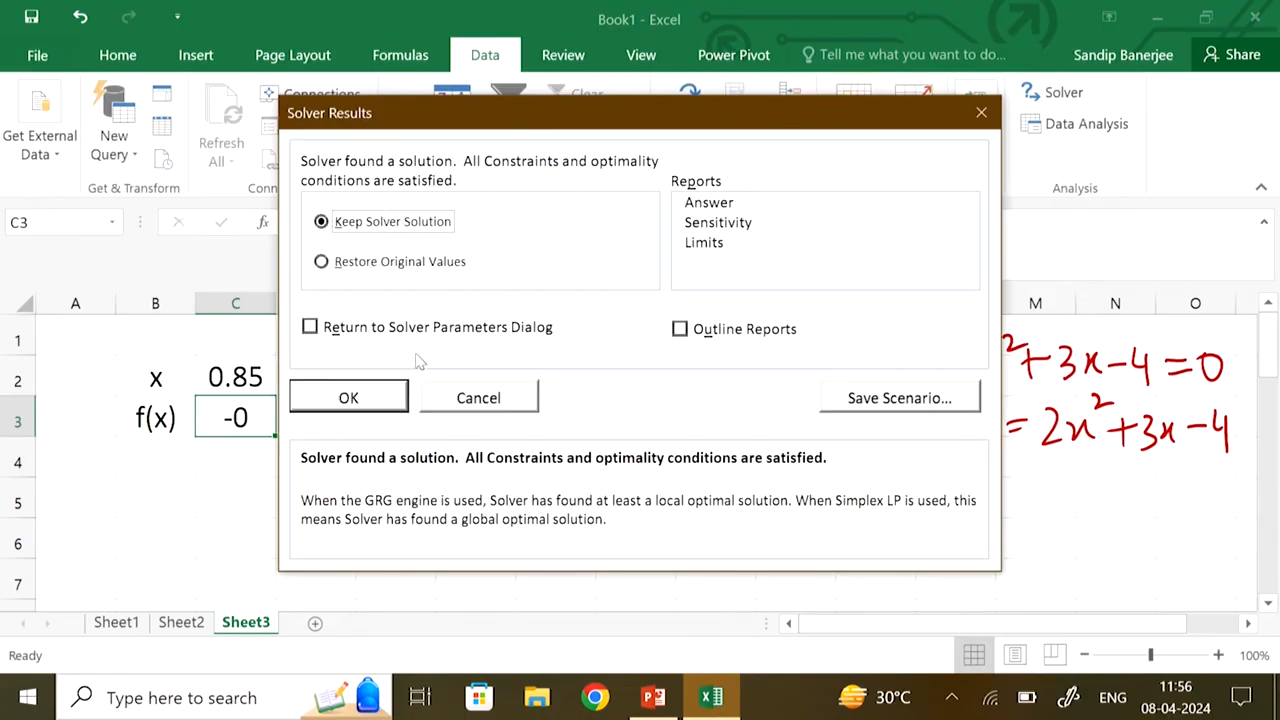 Book1 - Excel
File Home Insert Page Layout Formulas Data Review View Power Pivot Tell me what you want to do... Sandip Banerjee Share
Get External Data
New Query
Refresh All
Connections
Clear
Solver
Data Analysis
Get & Transform
Analysis
C3
fx
Solver Results
Solver found a solution. All Constraints and optimality
conditions are satisfied.
Keep Solver Solution
Restore Original Values
Reports
Answer
Sensitivity
Limits
Return to Solver Parameters Dialog
Outline Reports
OK Cancel Save Scenario...
Solver found a solution. All Constraints and optimality conditions are satisfied.
When the GRG engine is used, Solver has found at least a local optimal solution. When Simplex LP is used, this
means Solver has found a global optimal solution.
A B C M N O
1
2 x 0.85
3 f(x) -0
4
5
6
7
²+3x-4=0
= 2x²+3x-4
Sheet1 Sheet2 Sheet3
Ready 100%
Type here to search 30°C ENG 11:56
08-04-2024